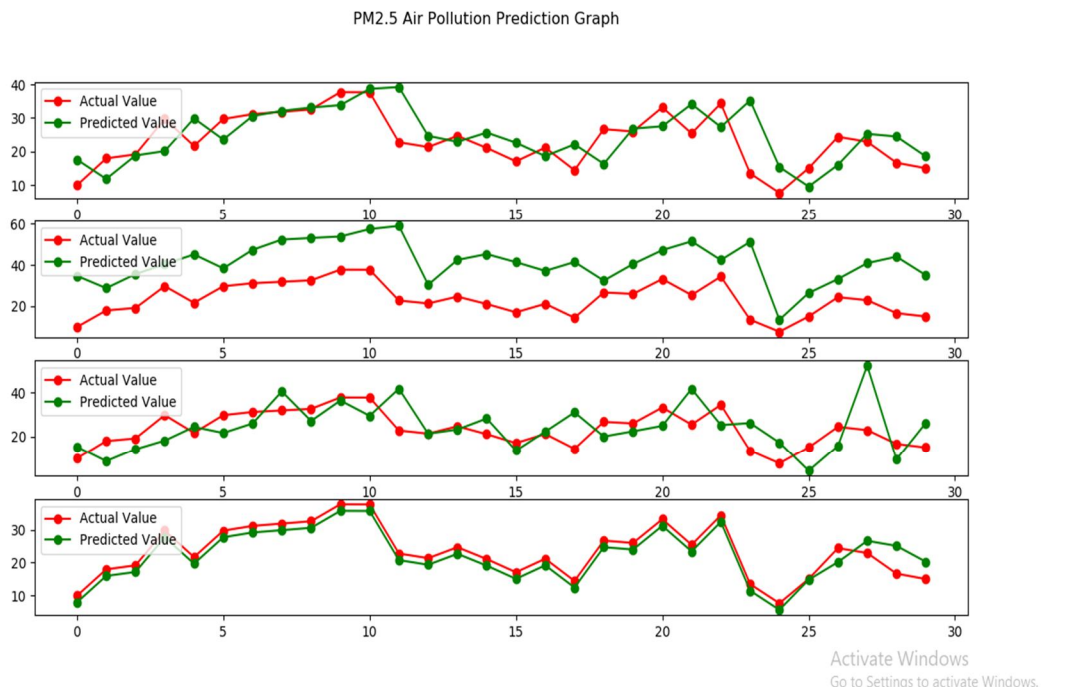 PM2.5 Air Pollution Prediction Graph
40
30
20
10
Actual Value
Predicted Value
0 5 10 15 20 25 30
60
40
20
Actual Value
Predicted Value
0 5 10 15 20 25 30
40
20
Actual Value
Predicted Value
0 5 10 15 20 25 30
30
20
10
Actual Value
Predicted Value
0 5 10 15 20 25 30
Activate Windows
Go to Settings to activate Windows.